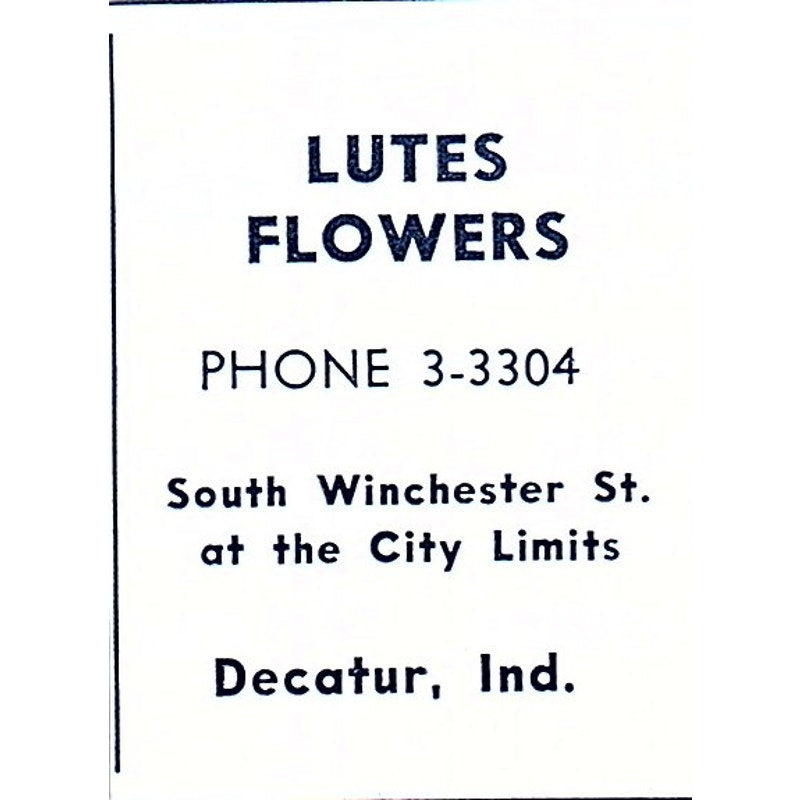 LUTES
FLOWERS
PHONE 3-3304
South Winchester St.
at the City Limits
Decatur, Ind.